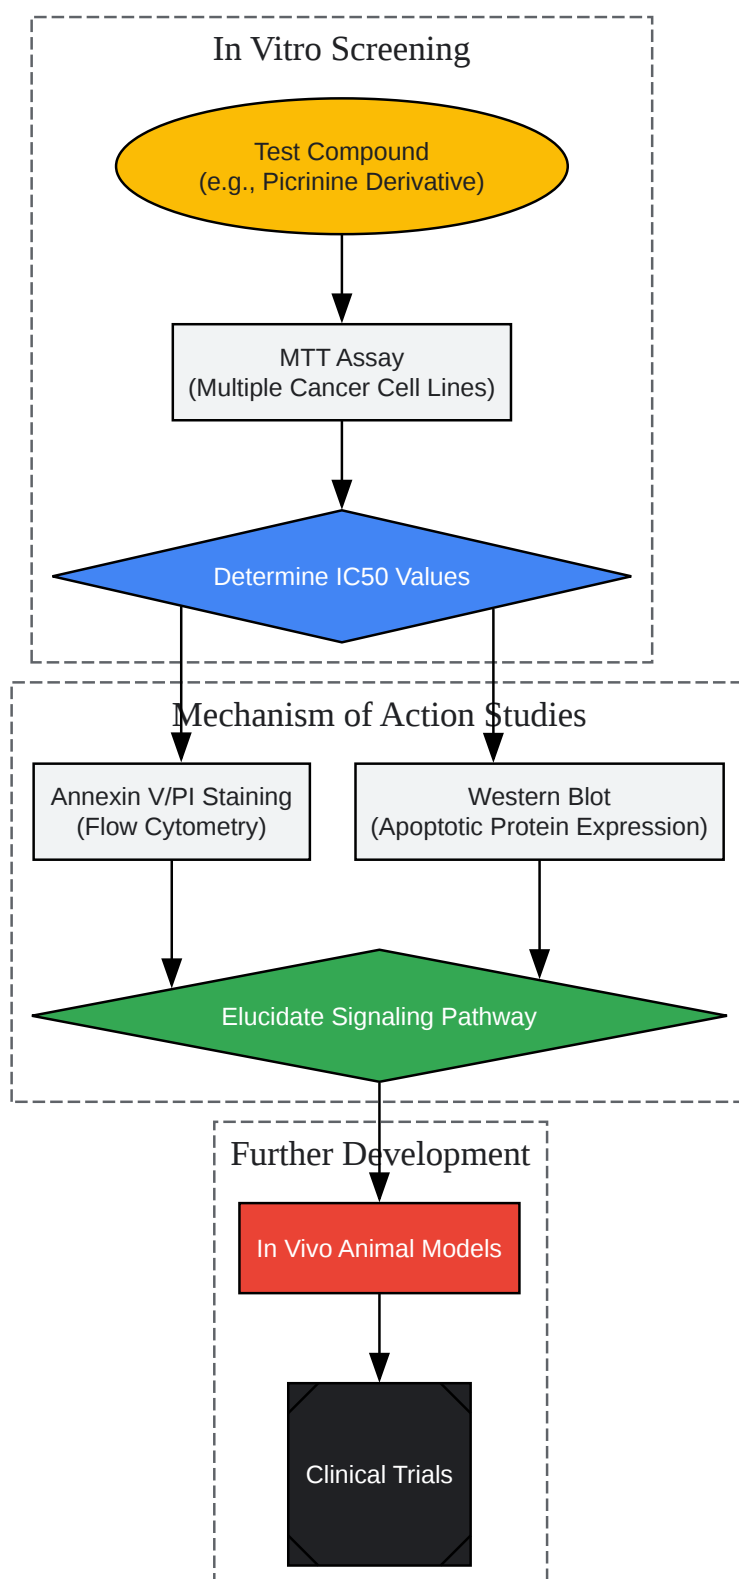 In Vitro Screening
Test Compound
(e.g., Picrinine Derivative)
MTT Assay
(Multiple Cancer Cell Lines)
Determine IC50 Values
Mechanism of Action Studies
Annexin V/PI Staining
(Flow Cytometry)
Western Blot
(Apoptotic Protein Expression)
Elucidate Signaling Pathway
Further Development
In Vivo Animal Models
Clinical Trials